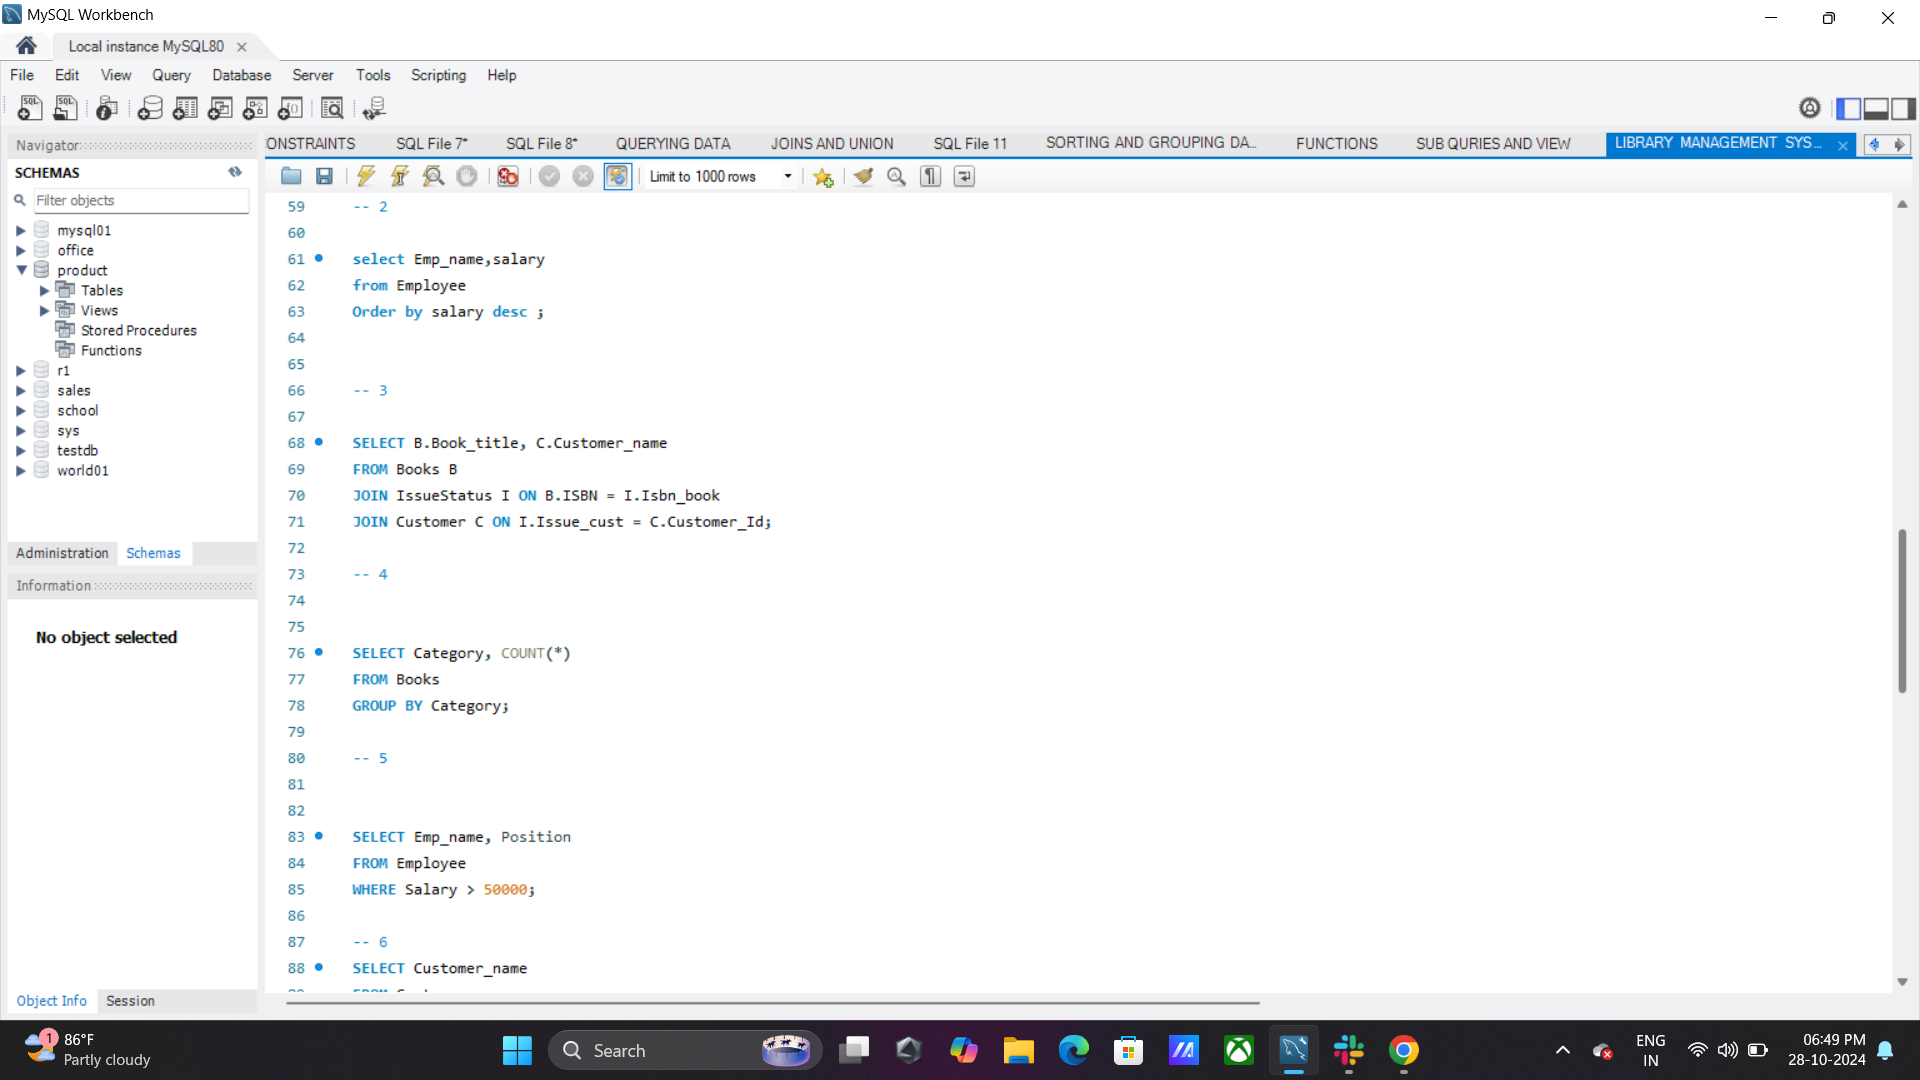 MySQL Workbench
Local instance MySQL80
File Edit View Query Database Server Tools Scripting Help
Navigator
SCHEMAS
Filter objects
mysql01
office
product
Tables
Views
Stored Procedures
Functions
r1
sales
school
sys
testdb
world01
Administration Schemas
Information
No object selected
Object Info Session
ONSTRAINTS SQL File 7* SQL File 8* QUERYING DATA JOINS AND UNION SQL File 11 SORTING AND GROUPING DA... FUNCTIONS SUB QURIES AND VIEW LIBRARY MANAGEMENT SYS...
Limit to 1000 rows
59 -- 2
60
61 select Emp_name,salary
62 from Employee
63 Order by salary desc ;
64
65
66 -- 3
67
68 SELECT B.Book_title, C.Customer_name
69 FROM Books B
70 JOIN IssueStatus I ON B.ISBN = I.Isbn_book
71 JOIN Customer C ON I.Issue_cust = C.Customer_Id;
72
73 -- 4
74
75
76 SELECT Category, COUNT(*)
77 FROM Books
78 GROUP BY Category;
79
80 -- 5
81
82
83 SELECT Emp_name, Position
84 FROM Employee
85 WHERE Salary > 50000;
86
87 -- 6
88 SELECT Customer_name
1
86°F
Partly cloudy
Search
ENG
IN
06:49 PM
28-10-2024